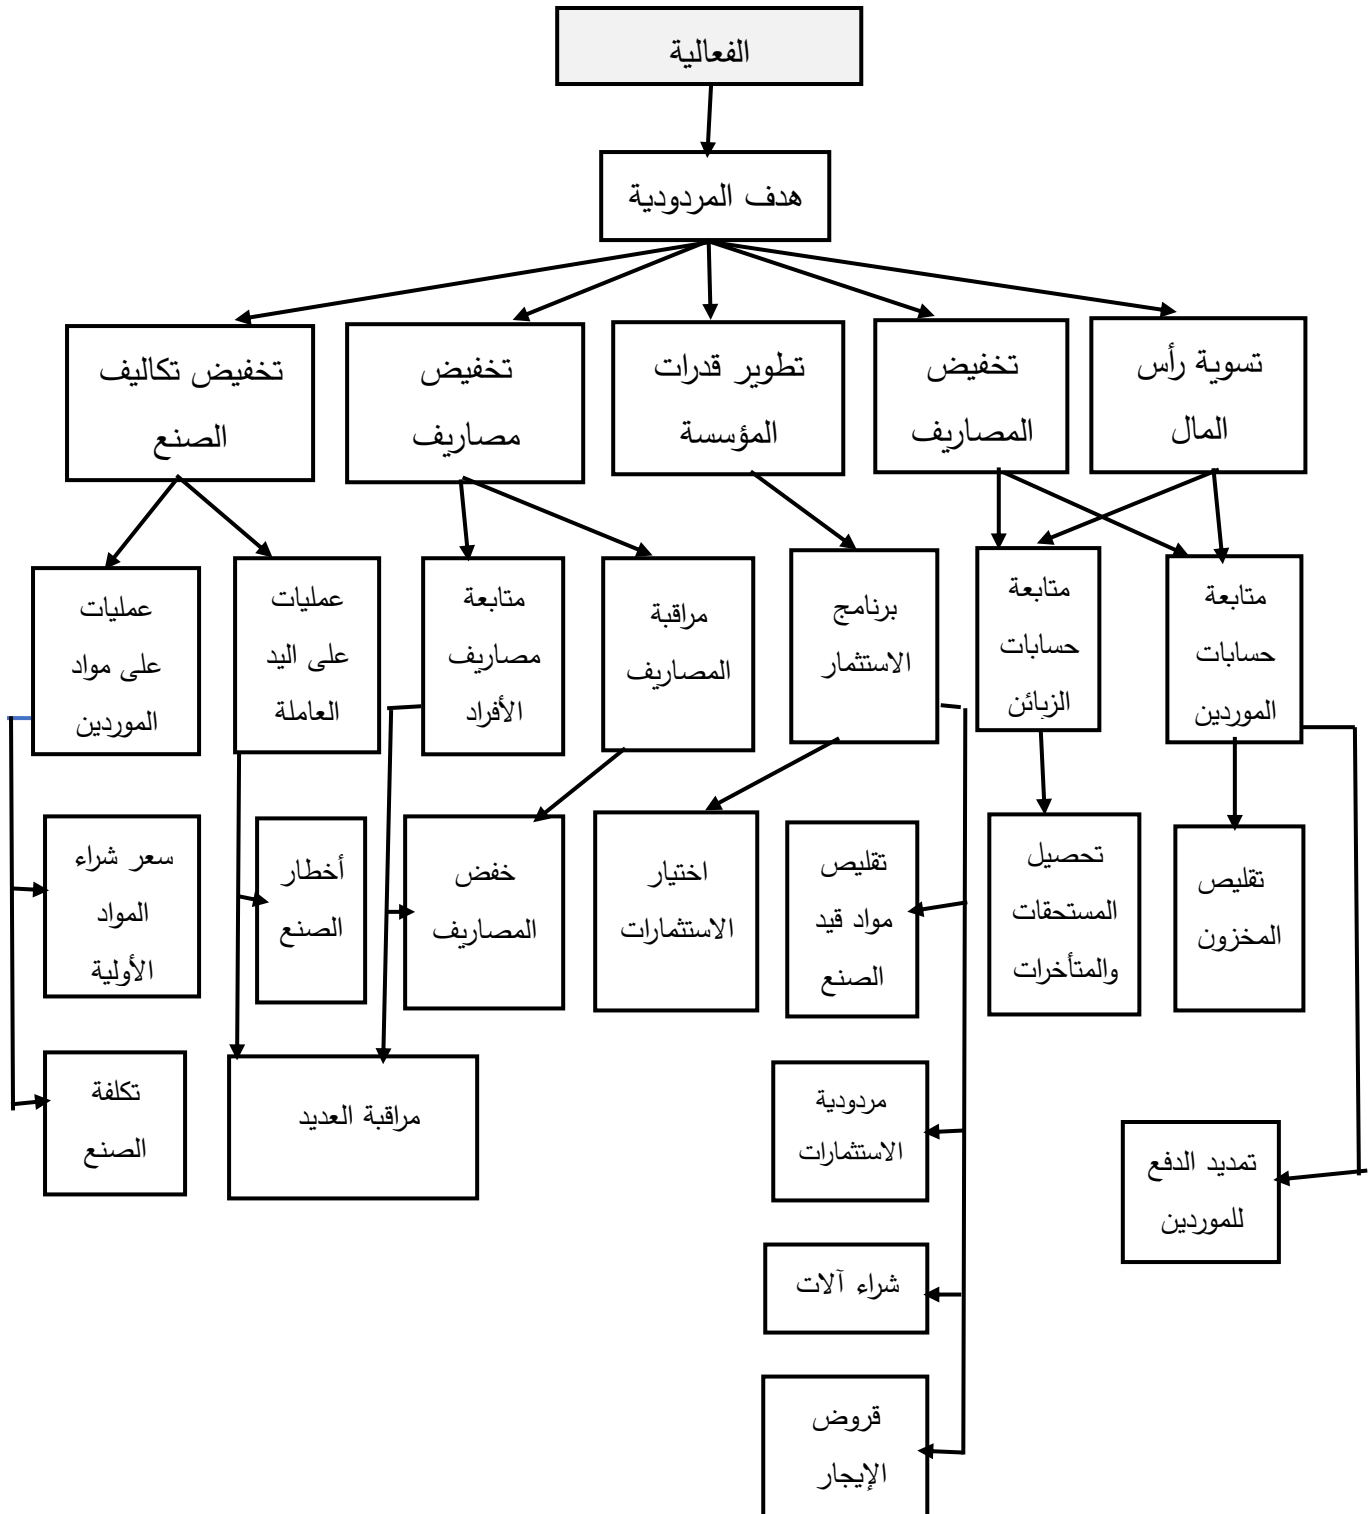 الفعالية
هدف المردودية
تسوية رأس
المال
تخفيض
المصاريف
تطوير قدرات
المؤسسة
تخفيض
مصاريف
تخفيض تكاليف
الصنع
متابعة
حسابات
الموردين
متابعة
حسابات
الزبائن
برنامج
الاستثمار
مراقبة
المصاريف
متابعة
مصاريف
الأفراد
عمليات
على اليد
العاملة
عمليات
على مواد
الموردين
تقليص
المخزون
تحصيل
المستحقات
والمتأخرات
تقليص
مواد قيد
الصنع
اختيار
الاستثمارات
خفض
المصاريف
أخطار
الصنع
سعر شراء
المواد
الأولية
تمديد الدفع
للموردين
مردودية
الاستثمارات
مراقبة العديد
تكلفة
الصنع
شراء آلات
قروض
الإيجار